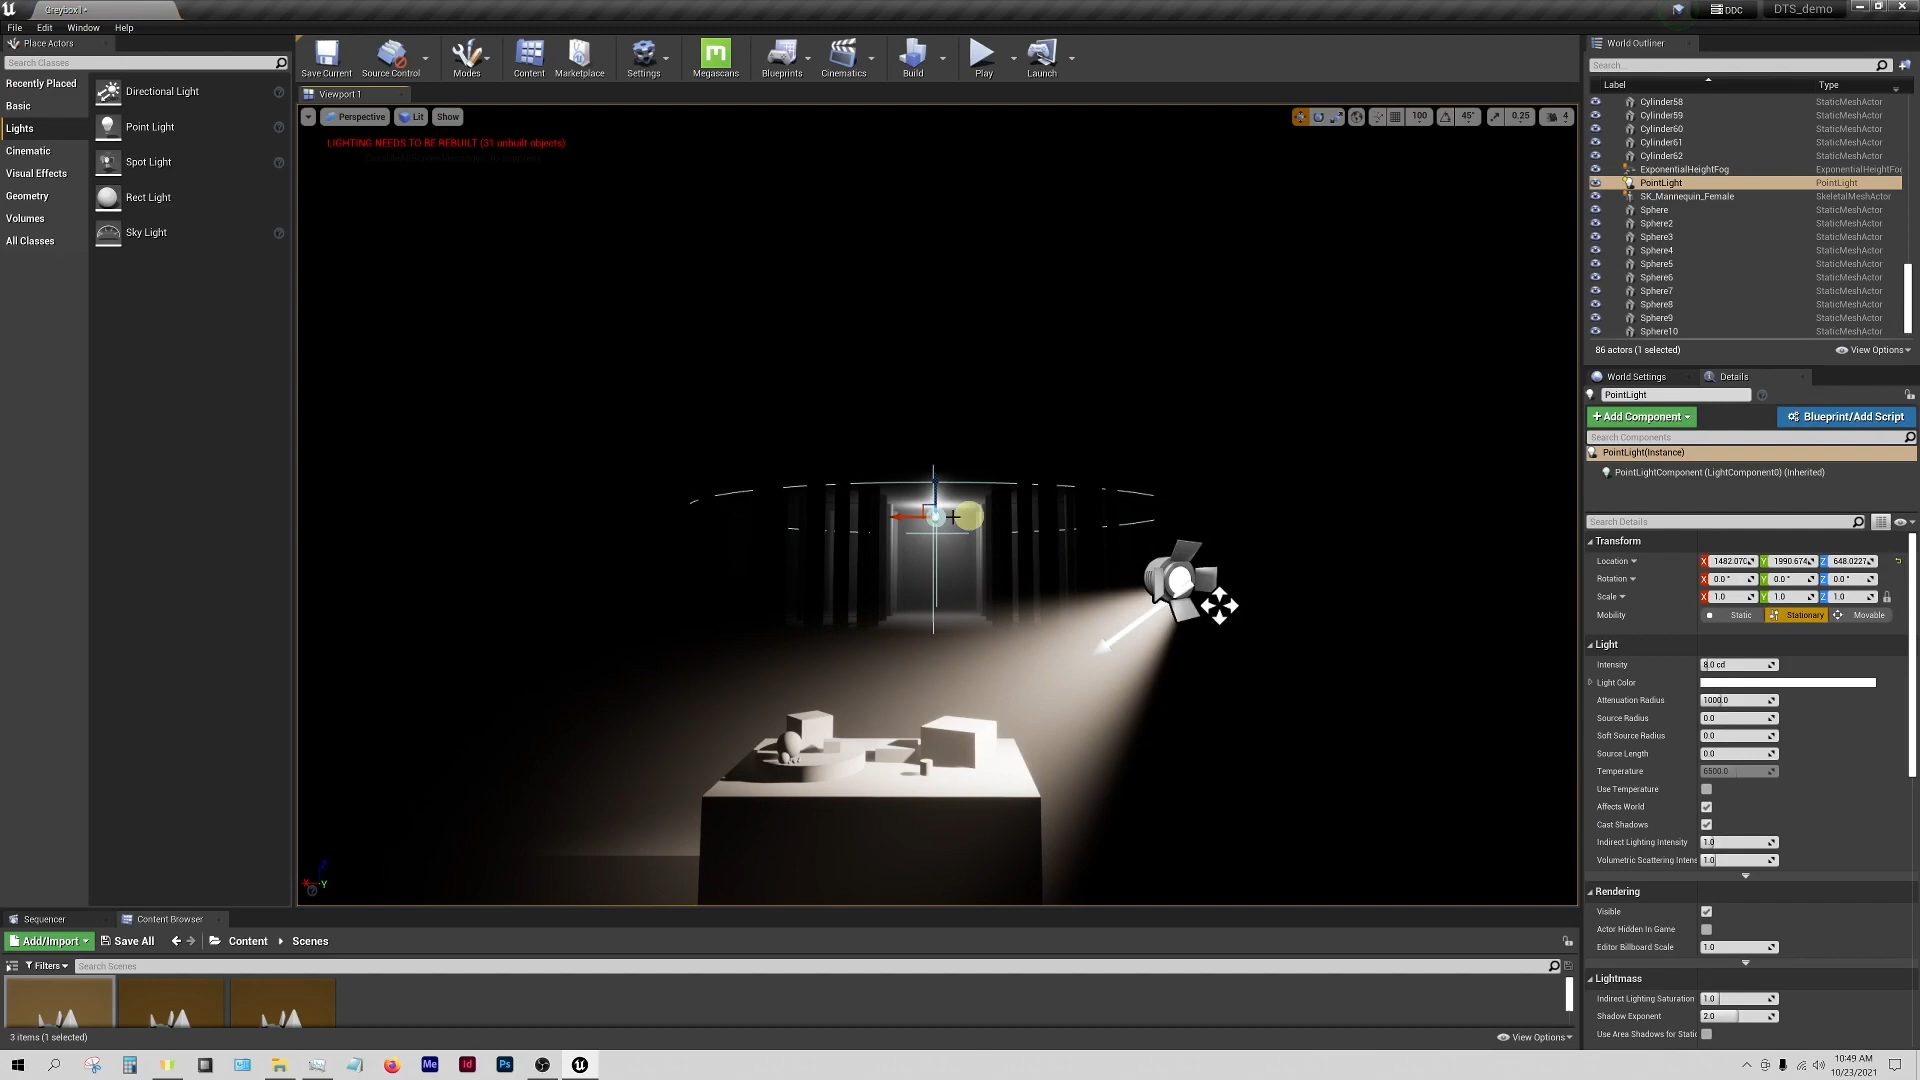 Greybox1•
DDC
DTS_demo
File Edit Window Help
Place Actors
Search Classes
Recently Placed
Basic
Lights
Cinematic
Visual Effects
Geometry
Volumes
All Classes
Directional Light
Point Light
Spot Light
Rect Light
Sky Light
Save Current
Source Control
Modes
Content
Marketplace
Settings
Megascans
Blueprints
Cinematics
Build
Play
Launch
Viewport 1
Perspective Lit Show
100 45° 0.25 4
LIGHTING NEEDS TO BE REBUILT (31 unbuilt objects)
World Outliner
Search...
Label Type
Cylinder58 StaticMeshActor
Cylinder59 StaticMeshActor
Cylinder60 StaticMeshActor
Cylinder61 StaticMeshActor
Cylinder62 StaticMeshActor
ExponentialHeightFog ExponentialHeightFog
PointLight PointLight
SK_Mannequin_Female SkeletalMeshActor
Sphere StaticMeshActor
Sphere2 StaticMeshActor
Sphere3 StaticMeshActor
Sphere4 StaticMeshActor
Sphere5 StaticMeshActor
Sphere6 StaticMeshActor
Sphere7 StaticMeshActor
Sphere8 StaticMeshActor
Sphere9 StaticMeshActor
Sphere10 StaticMeshActor
86 actors (1 selected)
View Options
World Settings Details
PointLight
+Add Component
Blueprint/Add Script
Search Components
PointLight(Instance)
PointLightComponent (LightComponent0) (Inherited)
Search Details
Transform
Location X 1482.070 Y 1990.674 Z 648.0227
Rotation X 0.0° Y 0.0° Z 0.0°
Scale X 1.0 Y 1.0 Z 1.0
Mobility Static Stationary Movable
Light
Intensity 8.0 cd
Light Color
Attenuation Radius 1000.0
Source Radius 0.0
Soft Source Radius 0.0
Source Length 0.0
Temperature 6500.0
Use Temperature
Affects World
Cast Shadows
Indirect Lighting Intensity 1.0
Volumetric Scattering Intens 1.0
Rendering
Visible
Actor Hidden In Game
Editor Billboard Scale 1.0
Lightmass
Indirect Lighting Saturation 1.0
Shadow Exponent 2.0
Use Area Shadows for Static
Z
X Y
Sequencer Content Browser
Add/Import Save All Content Scenes
Filters Search Scenes
3 items (1 selected)
View Options
Me Id Ps
10:49 AM
10/23/2021